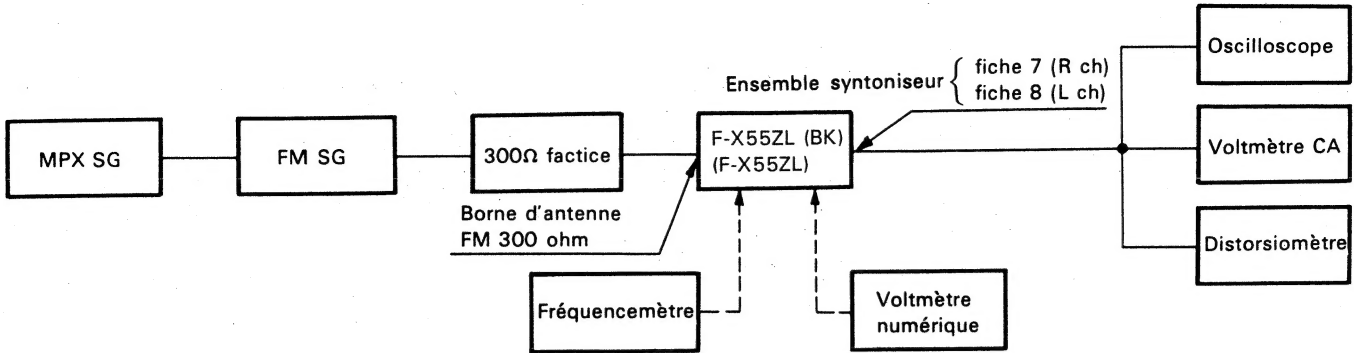 Oscilloscope
Ensemble syntoniseur { fiche 7 (R ch)
fiche 8 (L ch)
MPX SG
FM SG
300Ω factice
F-X55ZL (BK)
(F-X55ZL)
Voltmètre CA
Borne d'antenne
FM 300 ohm
Distorsiomètre
Fréquencemètre
Voltmètre
numérique